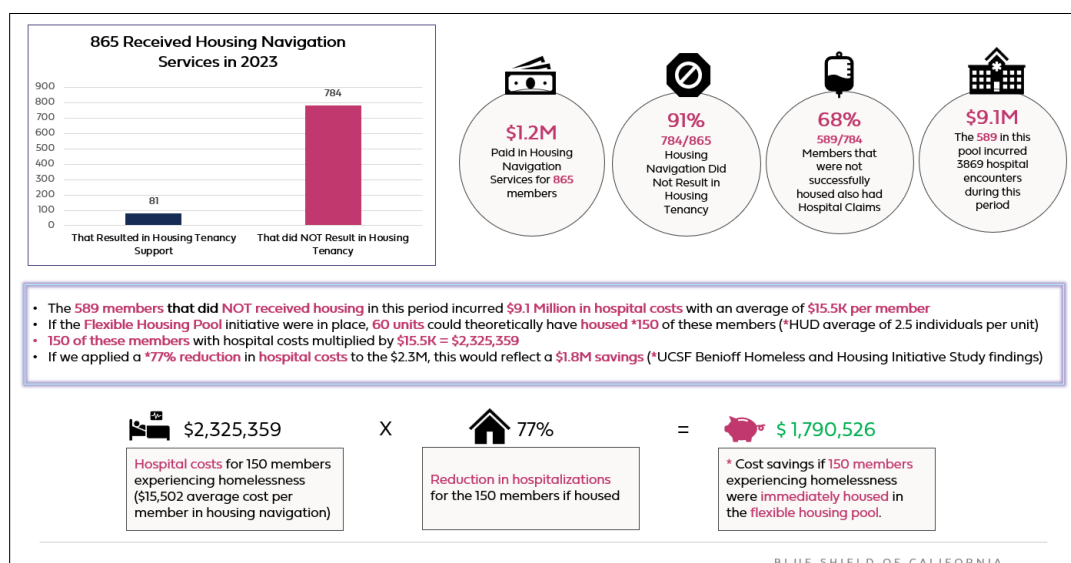 865 Received Housing Navigation
Services in 2023
900
800
700
600
500
400
300
200
100
0
81
784
That Resulted in Housing Tenancy
Support
That did NOT Result in Housing
Tenancy
$1.2M
Paid in Housing
Navigation
Services for 865
members
91%
784/865
Housing
Navigation Did
Not Result in
Housing
Tenancy
68%
589/784
Members that
were not
successfully
housed also had
Hospital Claims
$9.1M
The 589 in this
pool incurred
3869 hospital
encounters
during this
period
• The 589 members that did NOT received housing in this period incurred $9.1 Million in hospital costs with an average of $15.5K per member
• If the Flexible Housing Pool initiative were in place, 60 units could theoretically have housed *150 of these members (*HUD average of 2.5 individuals per unit)
• 150 of these members with hospital costs multiplied by $15.5K = $2,325,359
• If we applied a *77% reduction in hospital costs to the $2.3M, this would reflect a $1.8M savings (*UCSF Benioff Homeless and Housing Initiative Study findings)
$2,325,359
X
77%
=
$ 1,790,526
Hospital costs for 150 members
experiencing homelessness
($15,502 average cost per
member in housing navigation)
Reduction in hospitalizations
for the 150 members if housed
* Cost savings if 150 members
experiencing homelessness
were immediately housed in
the flexible housing pool.
BLUE SHIELD OF CALIFORNIA